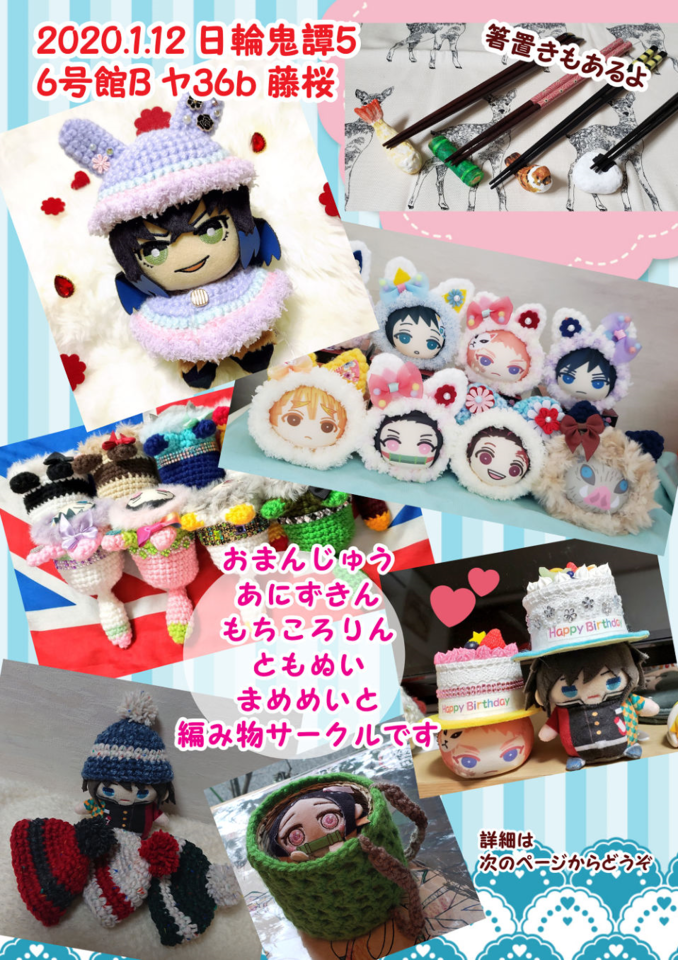 2020.1.12 日輪鬼譚5
6号館B ヤ36b 藤桜
箸置きもあるよ
おまんじゅう
あにずきん
もちころりん
ともぬい
まめめいと
編み物サークルです
Happy Birthday
Happy Birthday
詳細は
次のページからどうぞ